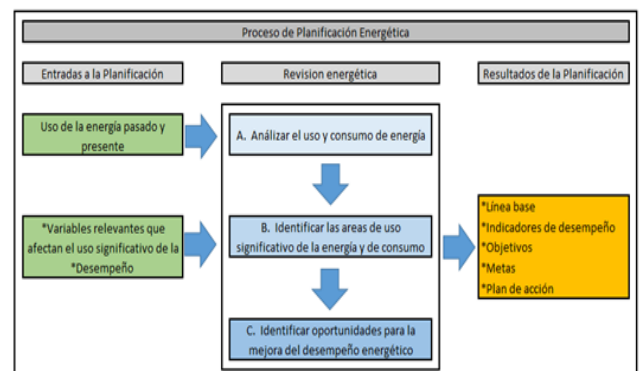 Proceso de Planificación Energética
Entradas a la Planificación
Revision energética
Resultados de la Planificación
Uso de la energía pasado y
presente
A. Análizar el uso y consumo de energía
*Variables relevantes que
afectan el uso significativo de la
*Desempeño
B. Identificar las areas de uso
significativo de la energía y de consumo
*Línea base
*Indicadores de desempeño
*Objetivos
*Metas
*Plan de acción
C. Identificar oportunidades para la
mejora del desempeño energético